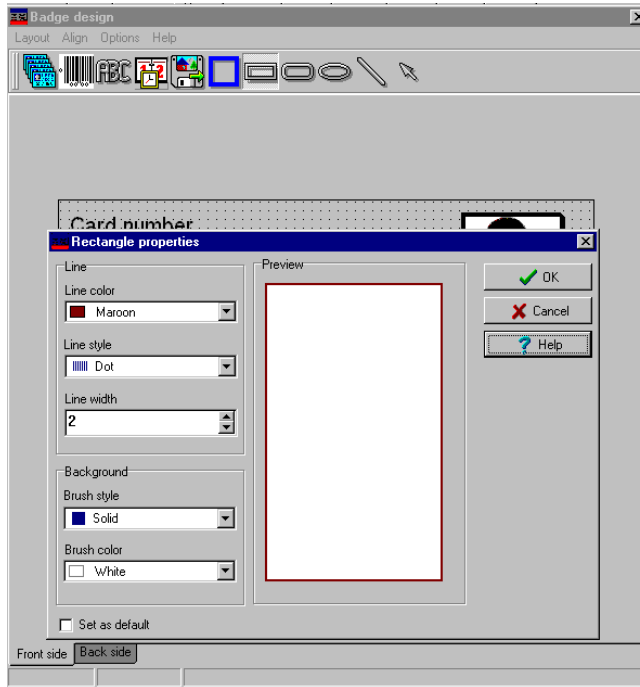 Badge design
Layout Align Options Help
ABC
Card number
Rectangle properties
Line
Line color
Maroon
Line style
Dot
Line width
2
Background
Brush style
Solid
Brush color
White
Set as default
Preview
OK
Cancel
? Help
Front side Back side